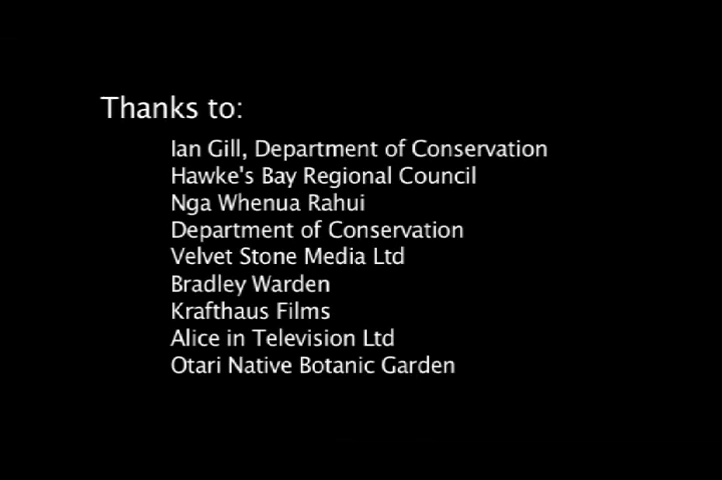 Thanks to:
Ian Gill, Department of Conservation
Hawke's Bay Regional Council
Nga Whenua Rahui
Department of Conservation
Velvet Stone Media Ltd
Bradley Warden
Krafthaus Films
Alice in Television Ltd
Otari Native Botanic Garden